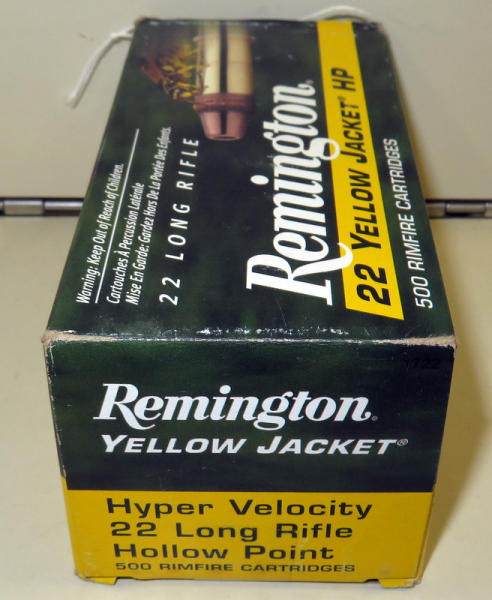 Warning: Keep Out of Reach of Children.
Cartouches À Percussion Latérale
Mise En Garde: Gardez Hors De La Portée Des Enfants.
22 LONG RIFLE
Remington®
22 YELLOW JACKET® HP
500 RIMFIRE CARTRIDGES
1722
Remington®
YELLOW JACKET®
Hyper Velocity
22 Long Rifle
Hollow Point
500 RIMFIRE CARTRIDGES